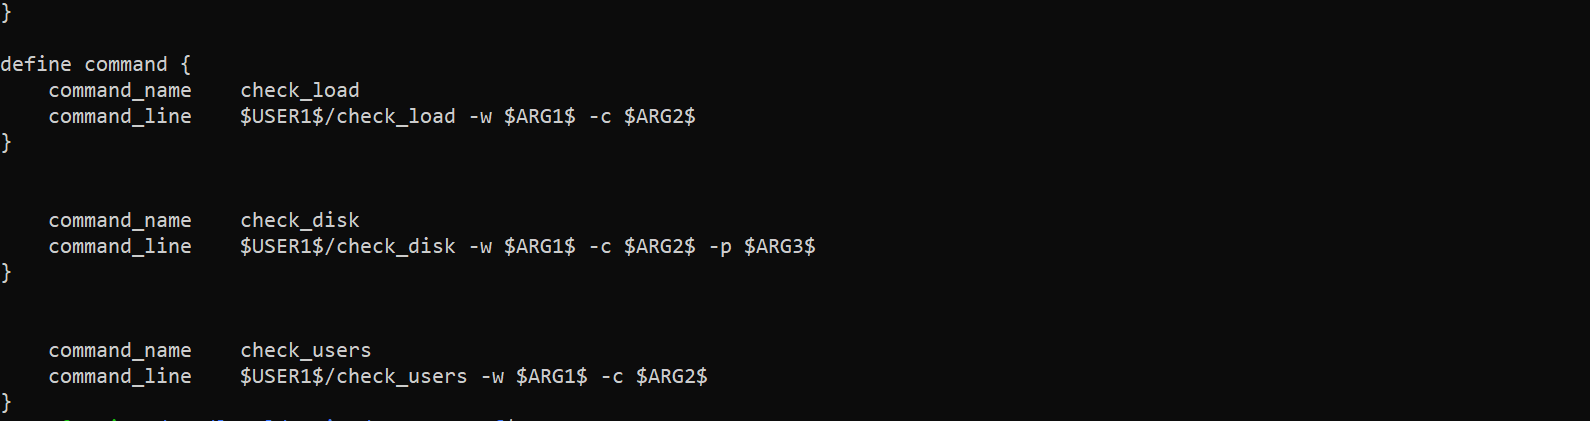 }
define command {
    command_name    check_load
    command_line    $USER1$/check_load -w $ARG1$ -c $ARG2$
}
    command_name    check_disk
    command_line    $USER1$/check_disk -w $ARG1$ -c $ARG2$ -p $ARG3$
}
    command_name    check_users
    command_line    $USER1$/check_users -w $ARG1$ -c $ARG2$
}